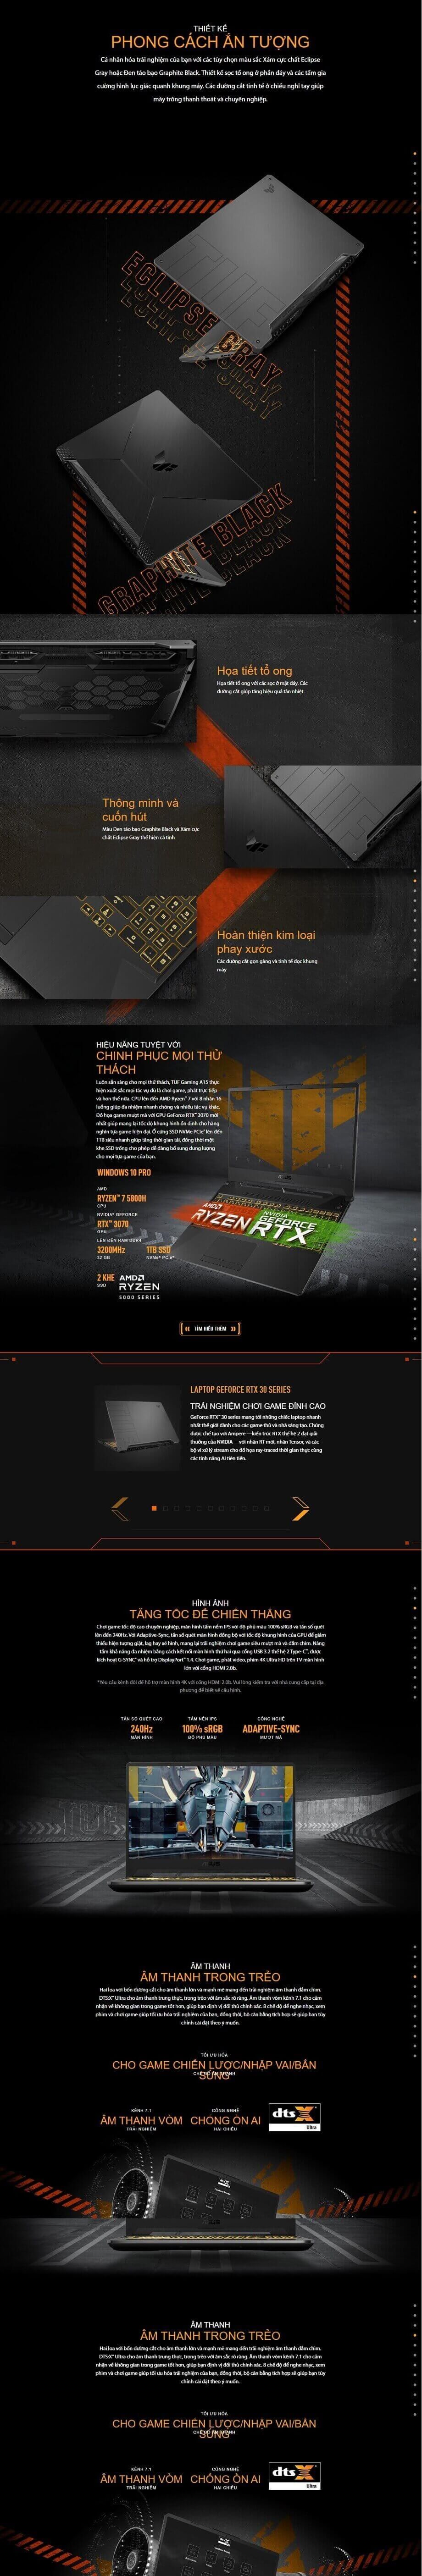 THIẾT KẾ
PHONG CÁCH ẤN TƯỢNG
Cá nhân hóa trải nghiệm của bạn với các tùy chọn màu sắc Xám cực chất Eclipse
Gray hoặc Đen táo bạo Graphite Black. Thiết kế sọc tổ ong ở phần đáy và các tấm gia
cường hình lục giác quanh khung máy. Các đường cắt tinh tế ở chiếu nghỉ tay giúp
máy trông thanh thoát và chuyên nghiệp.
ECLIPSE GRAY
GRAPHITE BLACK
Họa tiết tổ ong
Họa tiết tổ ong với các sọc ở mặt đáy. Các
đường cắt giúp tăng hiệu quả tản nhiệt.
Thông minh và
cuốn hút
Màu Đen táo bạo Graphite Black và Xám cực
chất Eclipse Gray thể hiện cá tính
Hoàn thiện kim loại
phay xước
Các đường cắt gọn gàng và tinh tế dọc khung
máy
HIỆU NĂNG TUYỆT VỜI
CHINH PHỤC MỌI THỬ
THÁCH
Luôn sẵn sàng cho mọi thử thách, TUF Gaming A15 thực
hiện xuất sắc mọi tác vụ dù là chơi game, phát trực tiếp
và hơn thế nữa. CPU lên đến AMD Ryzen™ 7 với 8 nhân 16
luồng giúp đa nhiệm nhanh chóng và nhiều tác vụ khác.
Đồ họa game mượt mà với GPU GeForce RTX™ 3070 mới
nhất giúp mang lại tốc độ khung hình ổn định cho hàng
nghìn tựa game hiện đại. Ổ cứng SSD NVMe PCIe® lên đến
1TB siêu nhanh giúp tăng thời gian tải, đồng thời một
khe SSD trống cho phép dễ dàng bổ sung dung lượng
cho mọi tựa game của bạn.
WINDOWS 10 PRO
AMD
RYZEN™ 7 5800H
CPU
NVIDIA® GEFORCE
RTX™ 3070
GPU
LÊN ĐẾN RAM DDR4
3200MHz 1TB SSD
32 GB NVMe® PCIe®
2 KHE
SSD
AMD
RYZEN
5000 SERIES
AMD
RYZEN
NVIDIA
GEFORCE
RTX
TÌM HIỂU THÊM
LAPTOP GEFORCE RTX 30 SERIES
TRẢI NGHIỆM CHƠI GAME ĐỈNH CAO
GeForce RTX™ 30 series mang tới những chiếc laptop nhanh
nhất thế giới dành cho các game thủ và nhà sáng tạo. Chúng
được chế tạo với Ampere—kiến trúc RTX thế hệ 2 đạt giải
thưởng của NVIDIA —với nhân RT mới, nhân Tensor, và các
bộ vi xử lý stream cho đồ họa ray-traced thời gian thực cùng
các tính năng AI tiên tiến.
HÌNH ẢNH
TĂNG TỐC ĐỂ CHIẾN THẮNG
Chơi game tốc độ cao chuyên nghiệp, màn hình tấm nền IPS với độ phủ màu 100% sRGB và tần số quét
lên đến 240Hz. Với Adaptive-Sync, tần số quét màn hình đồng bộ với tốc độ khung hình của GPU để giảm
thiểu hiện tượng giật, lag hay xé hình, mang lại trải nghiệm chơi game siêu mượt mà và đắm chìm. Nâng
tầm khả năng đa nhiệm bằng cách kết nối màn hình thứ hai qua cổng USB 3.2 thế hệ 2 Type-C™, được
kích hoạt G-SYNC® và hỗ trợ DisplayPort™ 1.4. Chơi game, phát video, phim 4K Ultra HD trên TV màn hình
lớn với cổng HDMI 2.0b.
*Nhu cầu kênh đôi để hỗ trợ màn hình 4K với cổng HDMI 2.0b. Vui lòng kiểm tra với nhà cung cấp tại địa
phương để biết về cấu hình.
TẦN SỐ QUÉT CAO TẤM NỀN IPS CÔNG NGHỆ
240Hz 100% sRGB ADAPTIVE-SYNC
MÀN HÌNH ĐỘ PHỦ MÀU MƯỢT MÀ
TUF
ÂM THANH
ÂM THANH TRONG TRẺO
Hai loa với bốn đường cắt cho âm thanh lớn và mạnh mẽ mang đến trải nghiệm âm thanh đắm chìm.
DTS:X™ Ultra cho âm thanh trung thực, trong trẻo với âm sắc rõ ràng. Âm thanh vòm kênh 7.1 cho cảm
nhận về không gian trong game tốt hơn, giúp bạn định vị đối thủ chính xác. 8 chế độ để nghe nhạc, xem
phim và chơi game giúp tối ưu hóa trải nghiệm của bạn, đồng thời, bộ cân bằng tích hợp sẽ giúp bạn tùy
chỉnh cài đặt theo ý muốn.
TỐI ƯU HÓA
CHO GAME CHIẾN LƯỢC/NHẬP VAI/BẮN
SÚNG
KÊNH 7.1 CÔNG NGHỆ
ÂM THANH VÒM CHỐNG ỒN AI
TRẢI NGHIỆM HAI CHIỀU
dts X
Ultra
ÂM THANH
ÂM THANH TRONG TRẺO
Hai loa với bốn đường cắt cho âm thanh lớn và mạnh mẽ mang đến trải nghiệm âm thanh đắm chìm.
DTS:X™ Ultra cho âm thanh trung thực, trong trẻo với âm sắc rõ ràng. Âm thanh vòm kênh 7.1 cho cảm
nhận về không gian trong game tốt hơn, giúp bạn định vị đối thủ chính xác. 8 chế độ để nghe nhạc, xem
phim và chơi game giúp tối ưu hóa trải nghiệm của bạn, đồng thời, bộ cân bằng tích hợp sẽ giúp bạn tùy
chỉnh cài đặt theo ý muốn.
TỐI ƯU HÓA
CHO GAME CHIẾN LƯỢC/NHẬP VAI/BẮN
SÚNG
KÊNH 7.1 CÔNG NGHỆ
ÂM THANH VÒM CHỐNG ỒN AI
TRẢI NGHIỆM HAI CHIỀU
dts X
Ultra